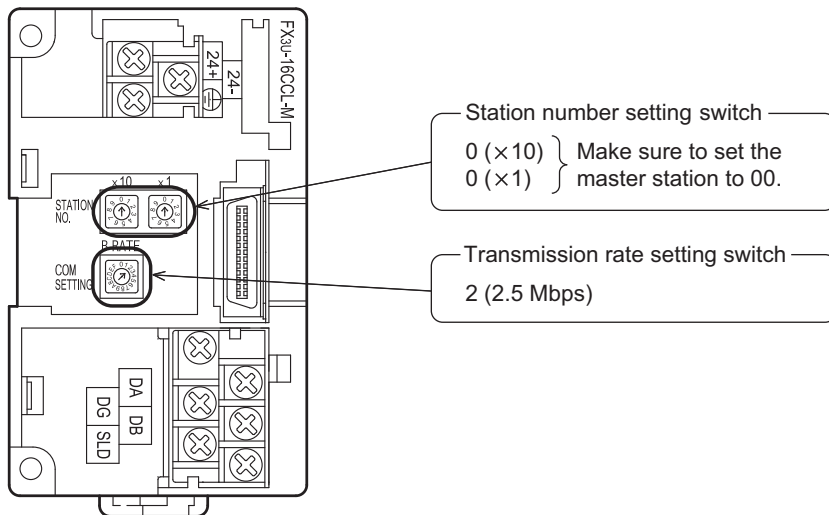 FX3U-16CCL-M
24+
24-
×10 ×1
STATION
NO.
B RATE
COM
SETTING
DA
DG
DB
SLD
Station number setting switch
0 (×10)
0 (×1)
Make sure to set the
master station to 00.
Transmission rate setting switch
2 (2.5 Mbps)